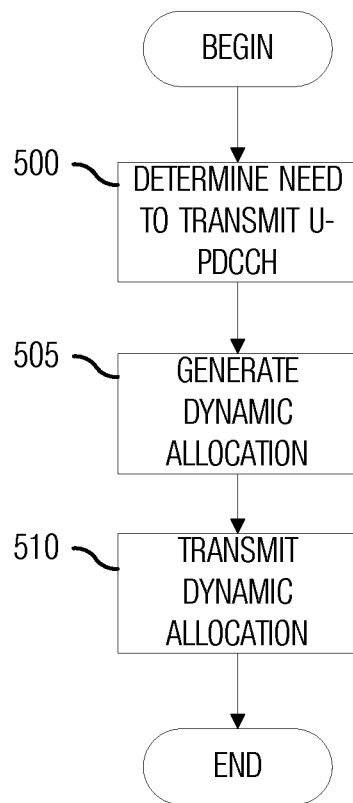 BEGIN
500
DETERMINE NEED
TO TRANSMIT U-
PDCCH
505
GENERATE
DYNAMIC
ALLOCATION
510
TRANSMIT
DYNAMIC
ALLOCATION
END